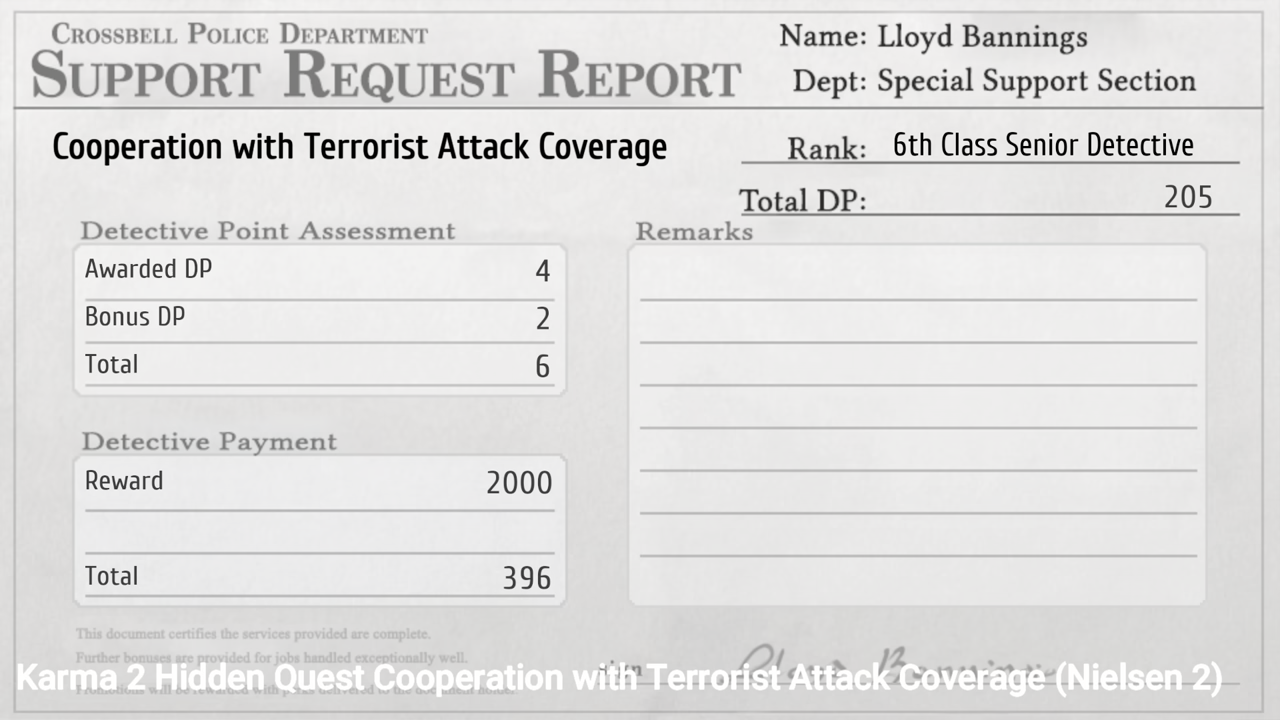 CROSSBELL POLICE DEPARTMENT
SUPPORT REQUEST REPORT
Name: Lloyd Bannings
Dept: Special Support Section
Cooperation with Terrorist Attack Coverage
Rank: 6th Class Senior Detective
Total DP: 205
Detective Point Assessment
Awarded DP 4
Bonus DP 2
Total 6
Remarks
Detective Payment
Reward 2000
Total 396
This document certifies the services provided are complete.
Further bonuses are provided for jobs handled exceptionally well.
Sign Lloyd Bannings
Karma 2 Hidden Quest Cooperation with Terrorist Attack Coverage (Nielsen 2)